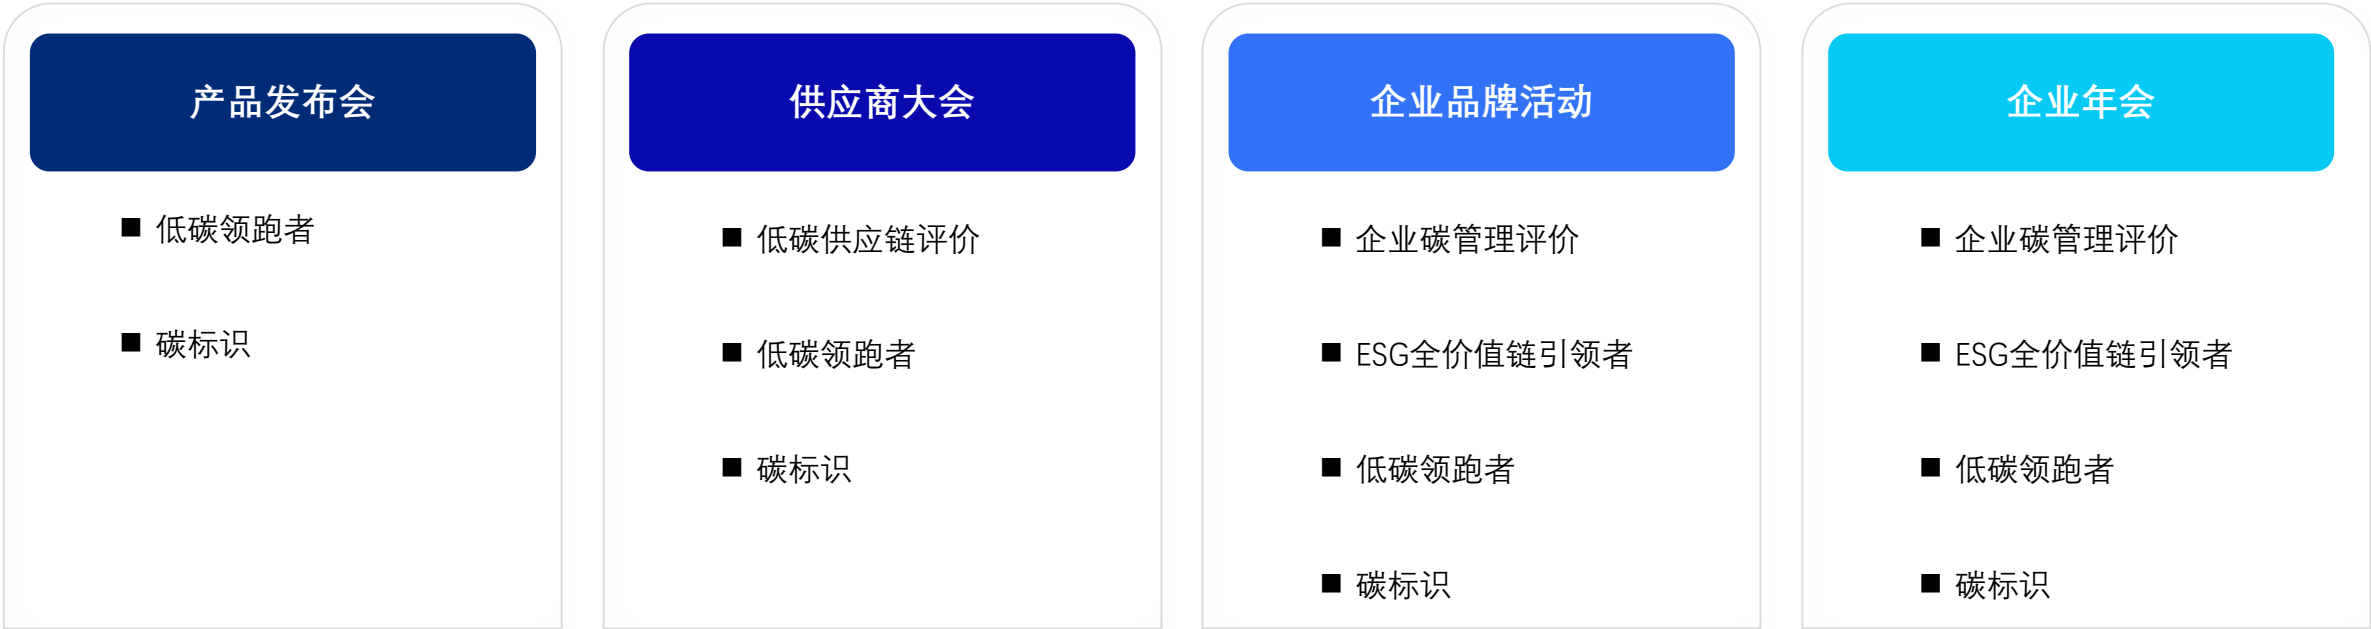 产品发布会
低碳领跑者
碳标识
供应商大会
低碳供应链评价
低碳领跑者
碳标识
企业品牌活动
企业碳管理评价
ESG全价值链引领者
低碳领跑者
碳标识
企业年会
企业碳管理评价
ESG全价值链引领者
低碳领跑者
碳标识